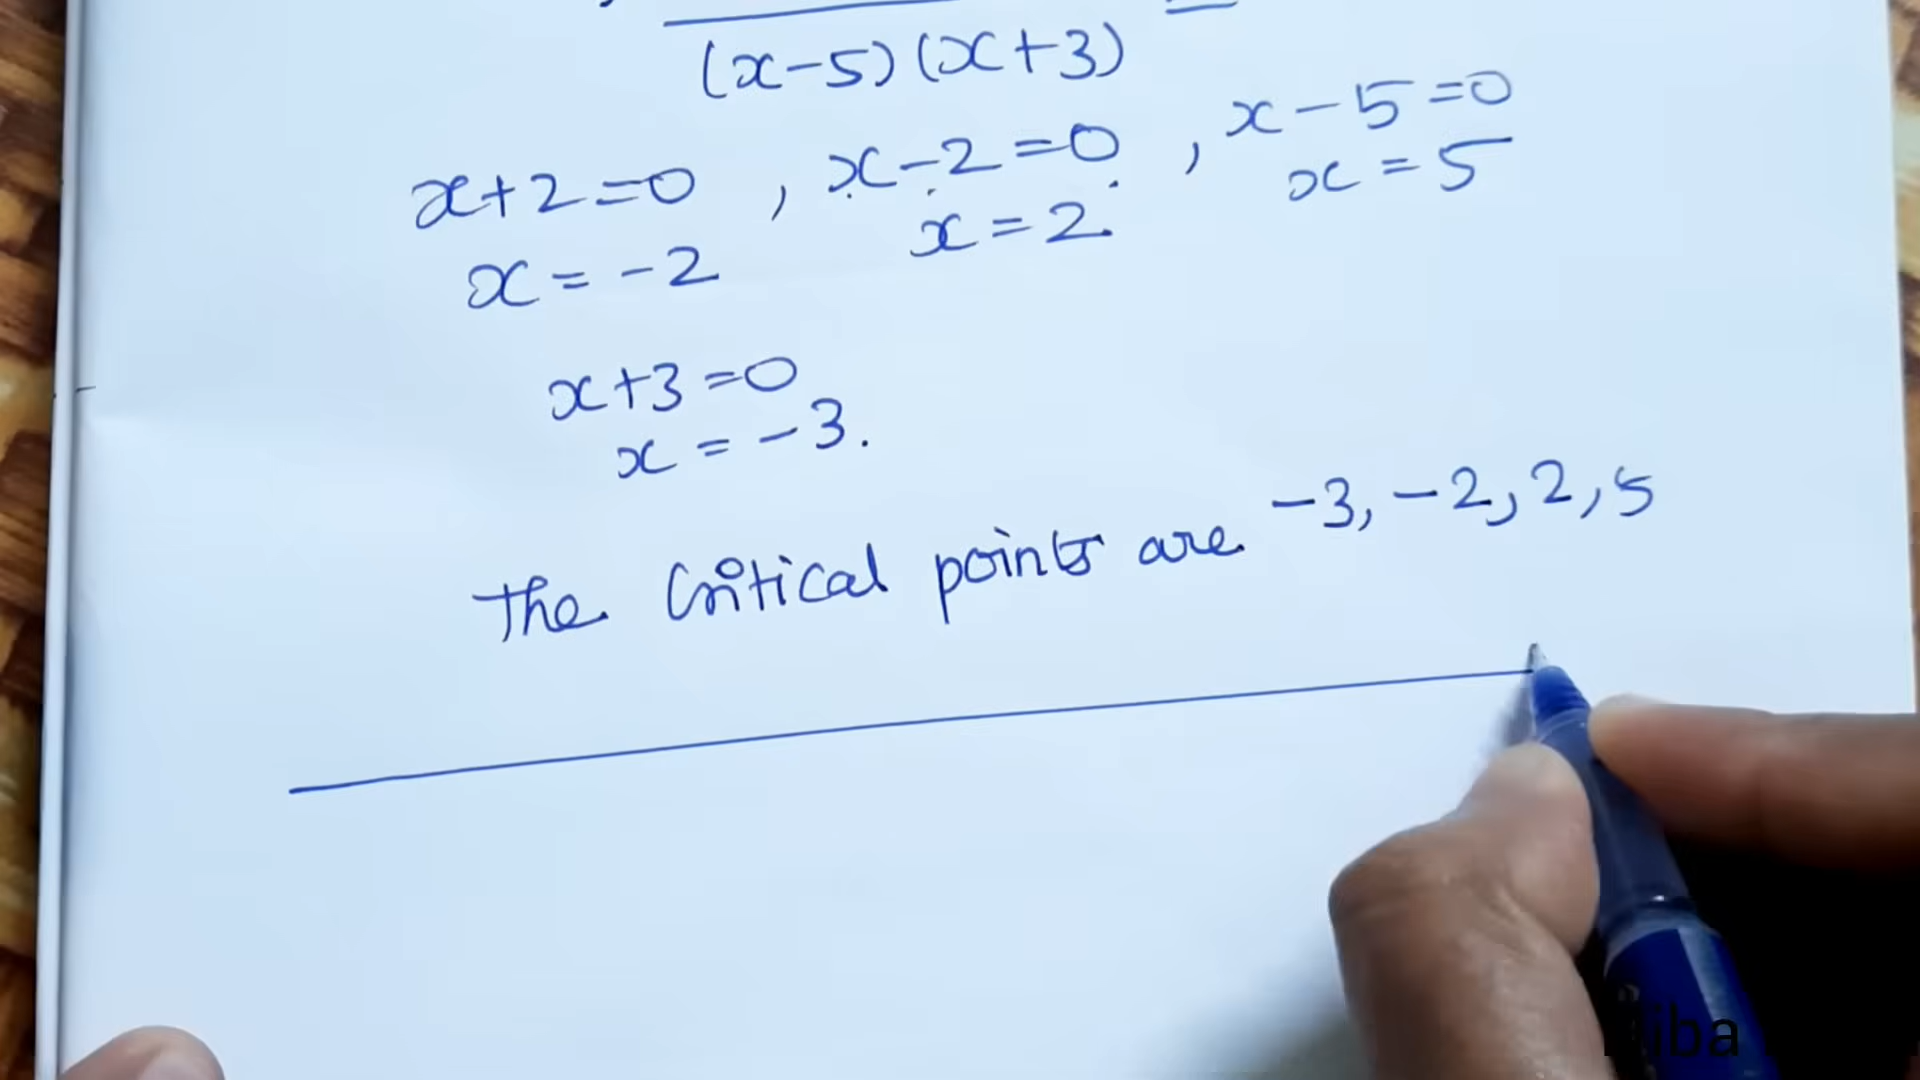 (x-5)(x+3)
x+2=0 , x-2=0 , x-5=0
x=-2 x=2 x=5
x+3=0
x=-3.
The critical points are -3, -2, 2, 5
iba